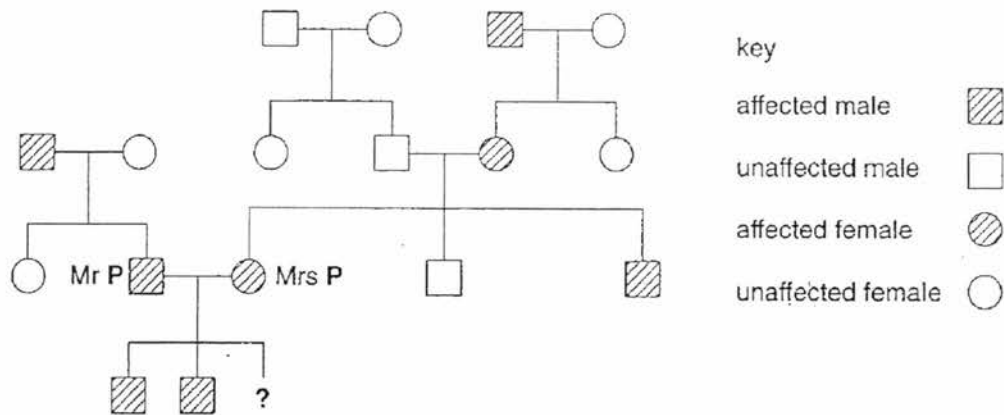 key
affected male
unaffected male
affected female
unaffected female
Mr P
Mrs P
?